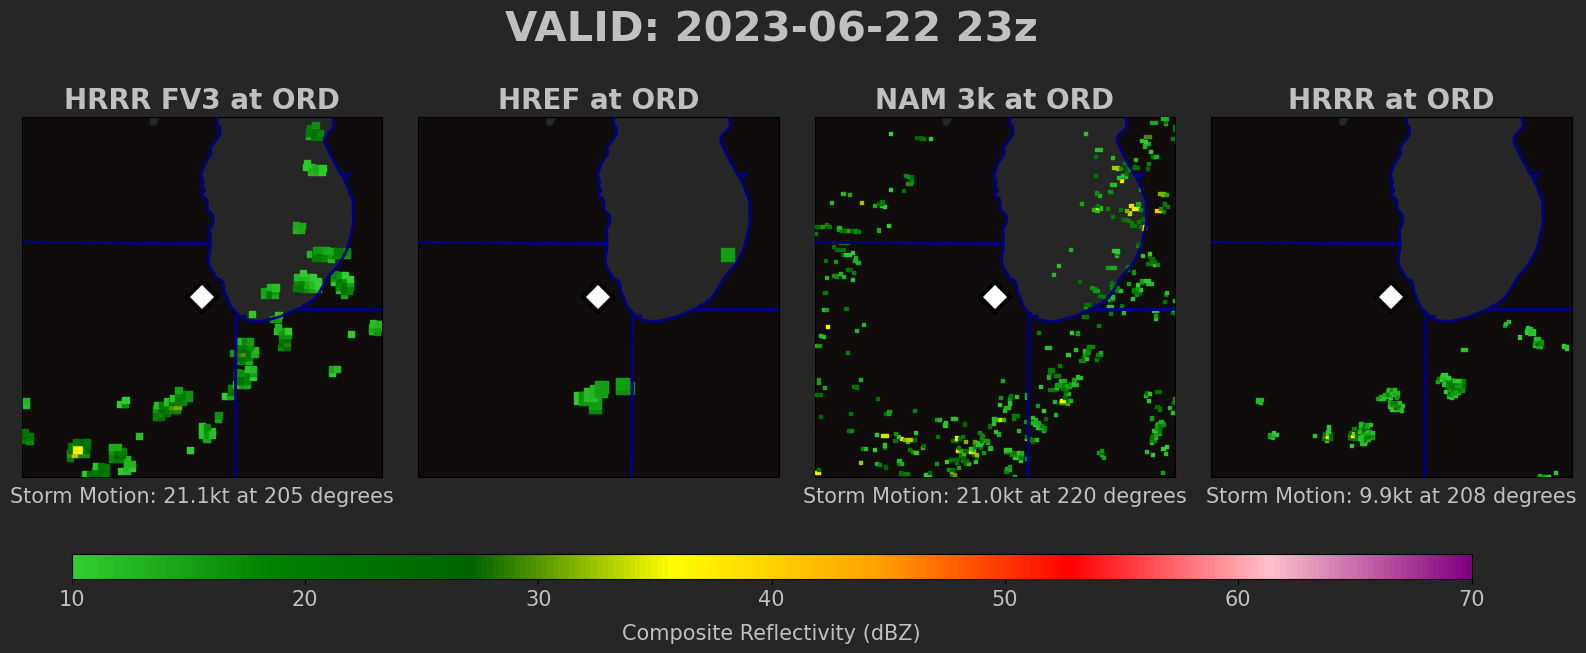 VALID: 2023-06-22 23z
HRRR FV3 at ORD
HREF at ORD
NAM 3k at ORD
HRRR at ORD
Storm Motion: 21.1kt at 205 degrees
Storm Motion: 21.0kt at 220 degrees
Storm Motion: 9.9kt at 208 degrees
10 20 30 40 50 60 70
Composite Reflectivity (dBZ)